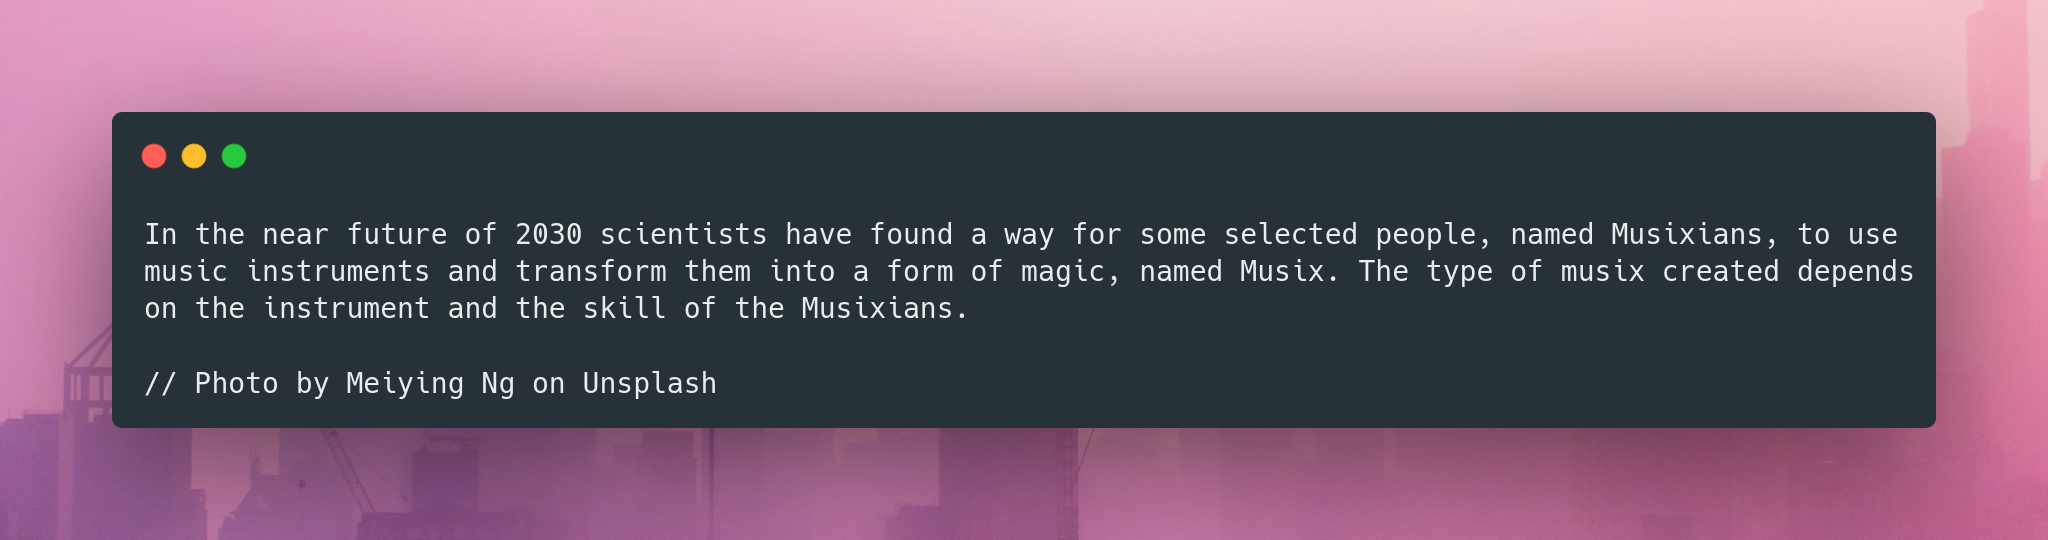 In the near future of 2030 scientists have found a way for some selected people, named Musixians, to use
music instruments and transform them into a form of magic, named Musix. The type of musix created depends
on the instrument and the skill of the Musixians.
// Photo by Meiying Ng on Unsplash